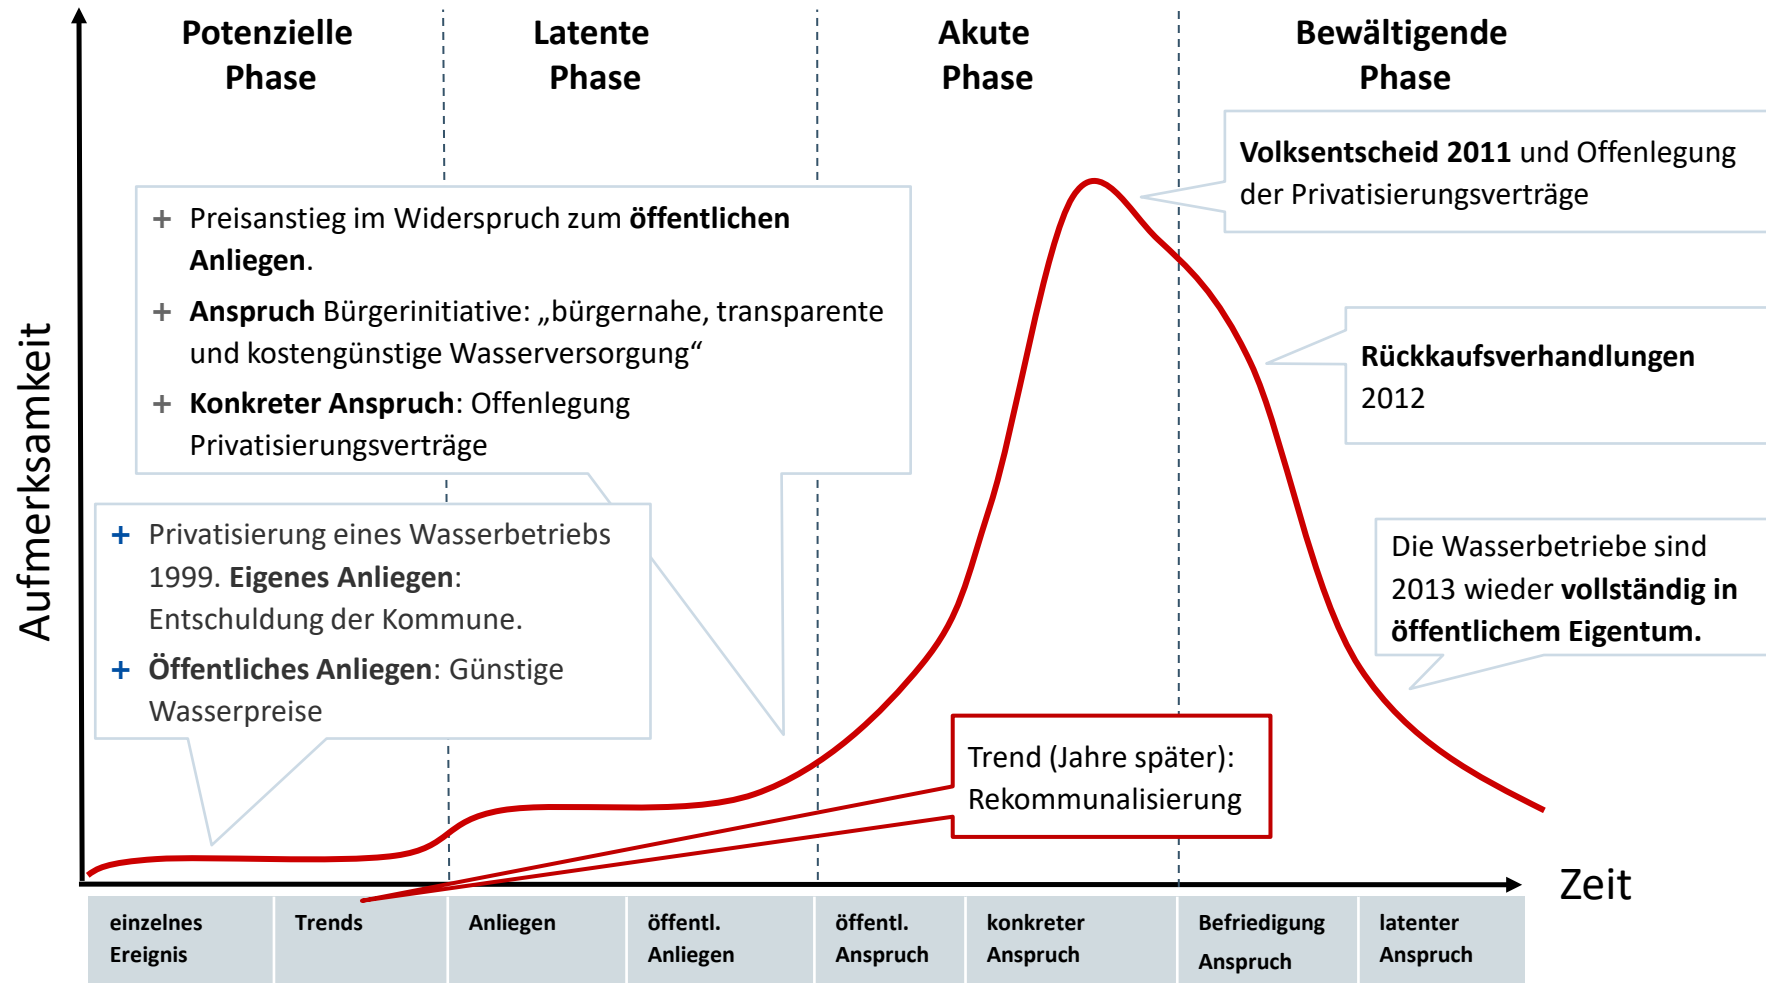 Potenzielle
Phase
Latente
Phase
Akute
Phase
Bewältigende
Phase
Volksentscheid 2011 und Offenlegung
der Privatisierungsverträge
+ Preisanstieg im Widerspruch zum öffentlichen
Anliegen.
+ Anspruch Bürgerinitiative: „bürgernahe, transparente
und kostengünstige Wasserversorgung“
+ Konkreter Anspruch: Offenlegung
Privatisierungsverträge
Rückkaufsverhandlungen
2012
+ Privatisierung eines Wasserbetriebs
1999. Eigenes Anliegen:
Entschuldung der Kommune.
+ Öffentliches Anliegen: Günstige
Wasserpreise
Die Wasserbetriebe sind
2013 wieder vollständig in
öffentlichem Eigentum.
Trend (Jahre später):
Rekommunalisierung
Aufmerksamkeit
Zeit
einzelnes
Ereignis
Trends
Anliegen
öffentl.
Anliegen
öffentl.
Anspruch
konkreter
Anspruch
Befriedigung
Anspruch
latenter
Anspruch